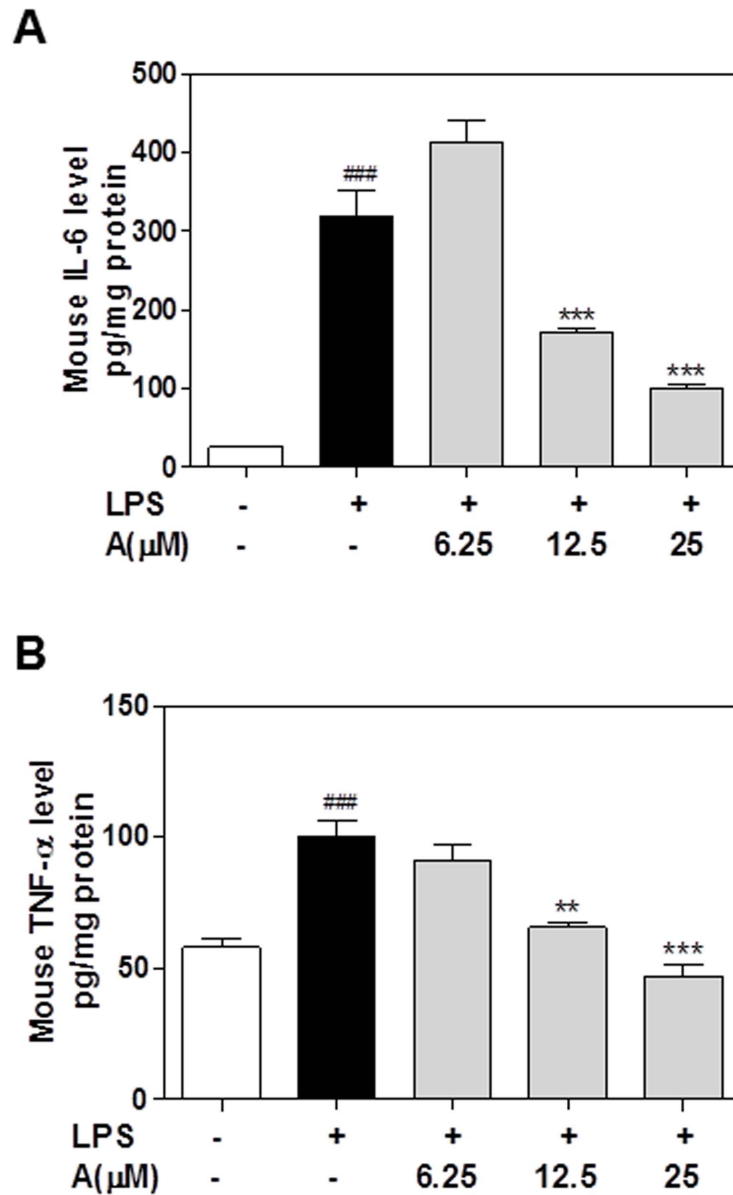 A
Mouse IL-6 level
pg/mg protein
500
400
300
200
100
0
###
***
***
LPS - + + + +
A(μM) - - 6.25 12.5 25
B
Mouse TNF-α level
pg/mg protein
150
100
50
0
###
**
***
LPS - + + + +
A(μM) - - 6.25 12.5 25